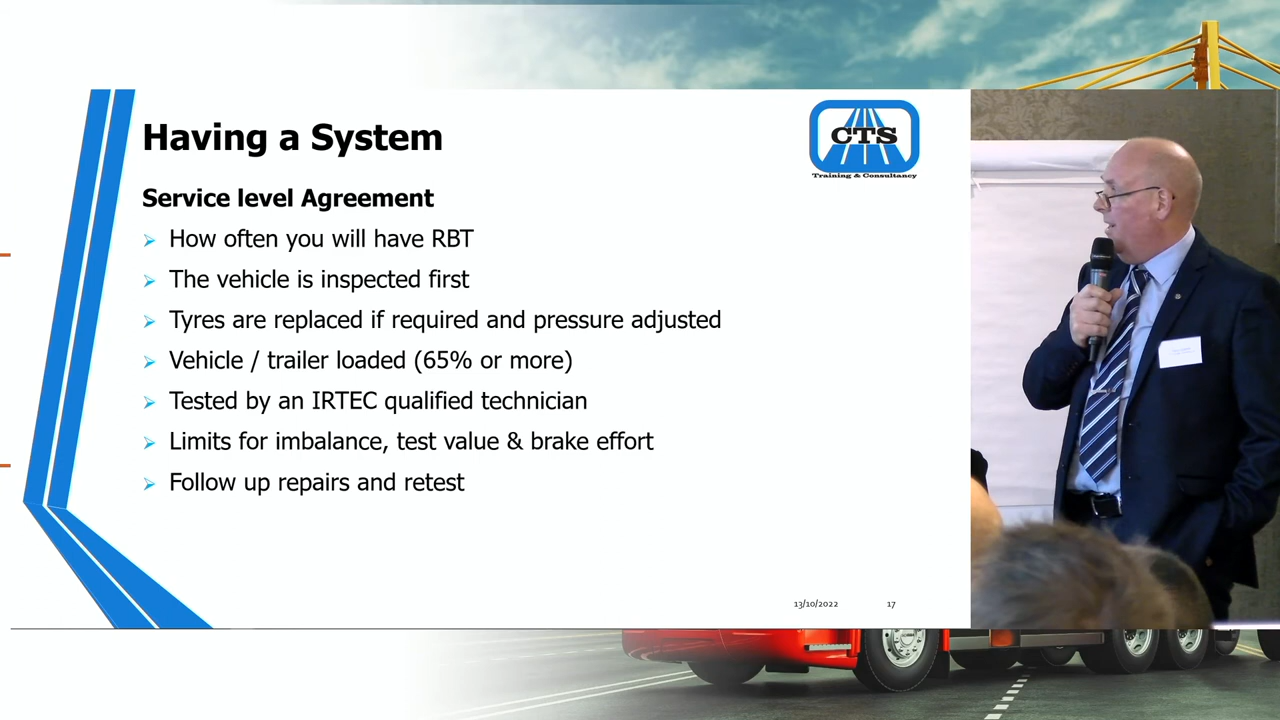 Having a System
CTS
Training & Consultancy
Service level Agreement
How often you will have RBT
The vehicle is inspected first
Tyres are replaced if required and pressure adjusted
Vehicle / trailer loaded (65% or more)
Tested by an IRTEC qualified technician
Limits for imbalance, test value & brake effort
Follow up repairs and retest
13/10/2022
17